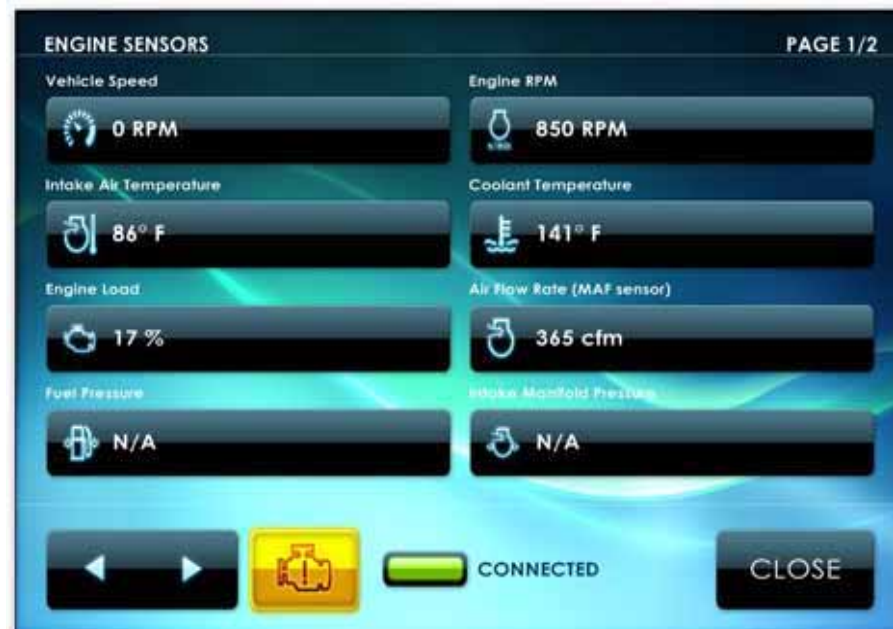 ENGINE SENSORS PAGE 1/2
Vehicle Speed Engine RPM
0 RPM 850 RPM
Intake Air Temperature Coolant Temperature
86° F 141° F
Engine Load Air Flow Rate (MAF sensor)
17 % 365 cfm
Fuel Pressure Intake Manifold Pressure
N/A N/A
CONNECTED CLOSE